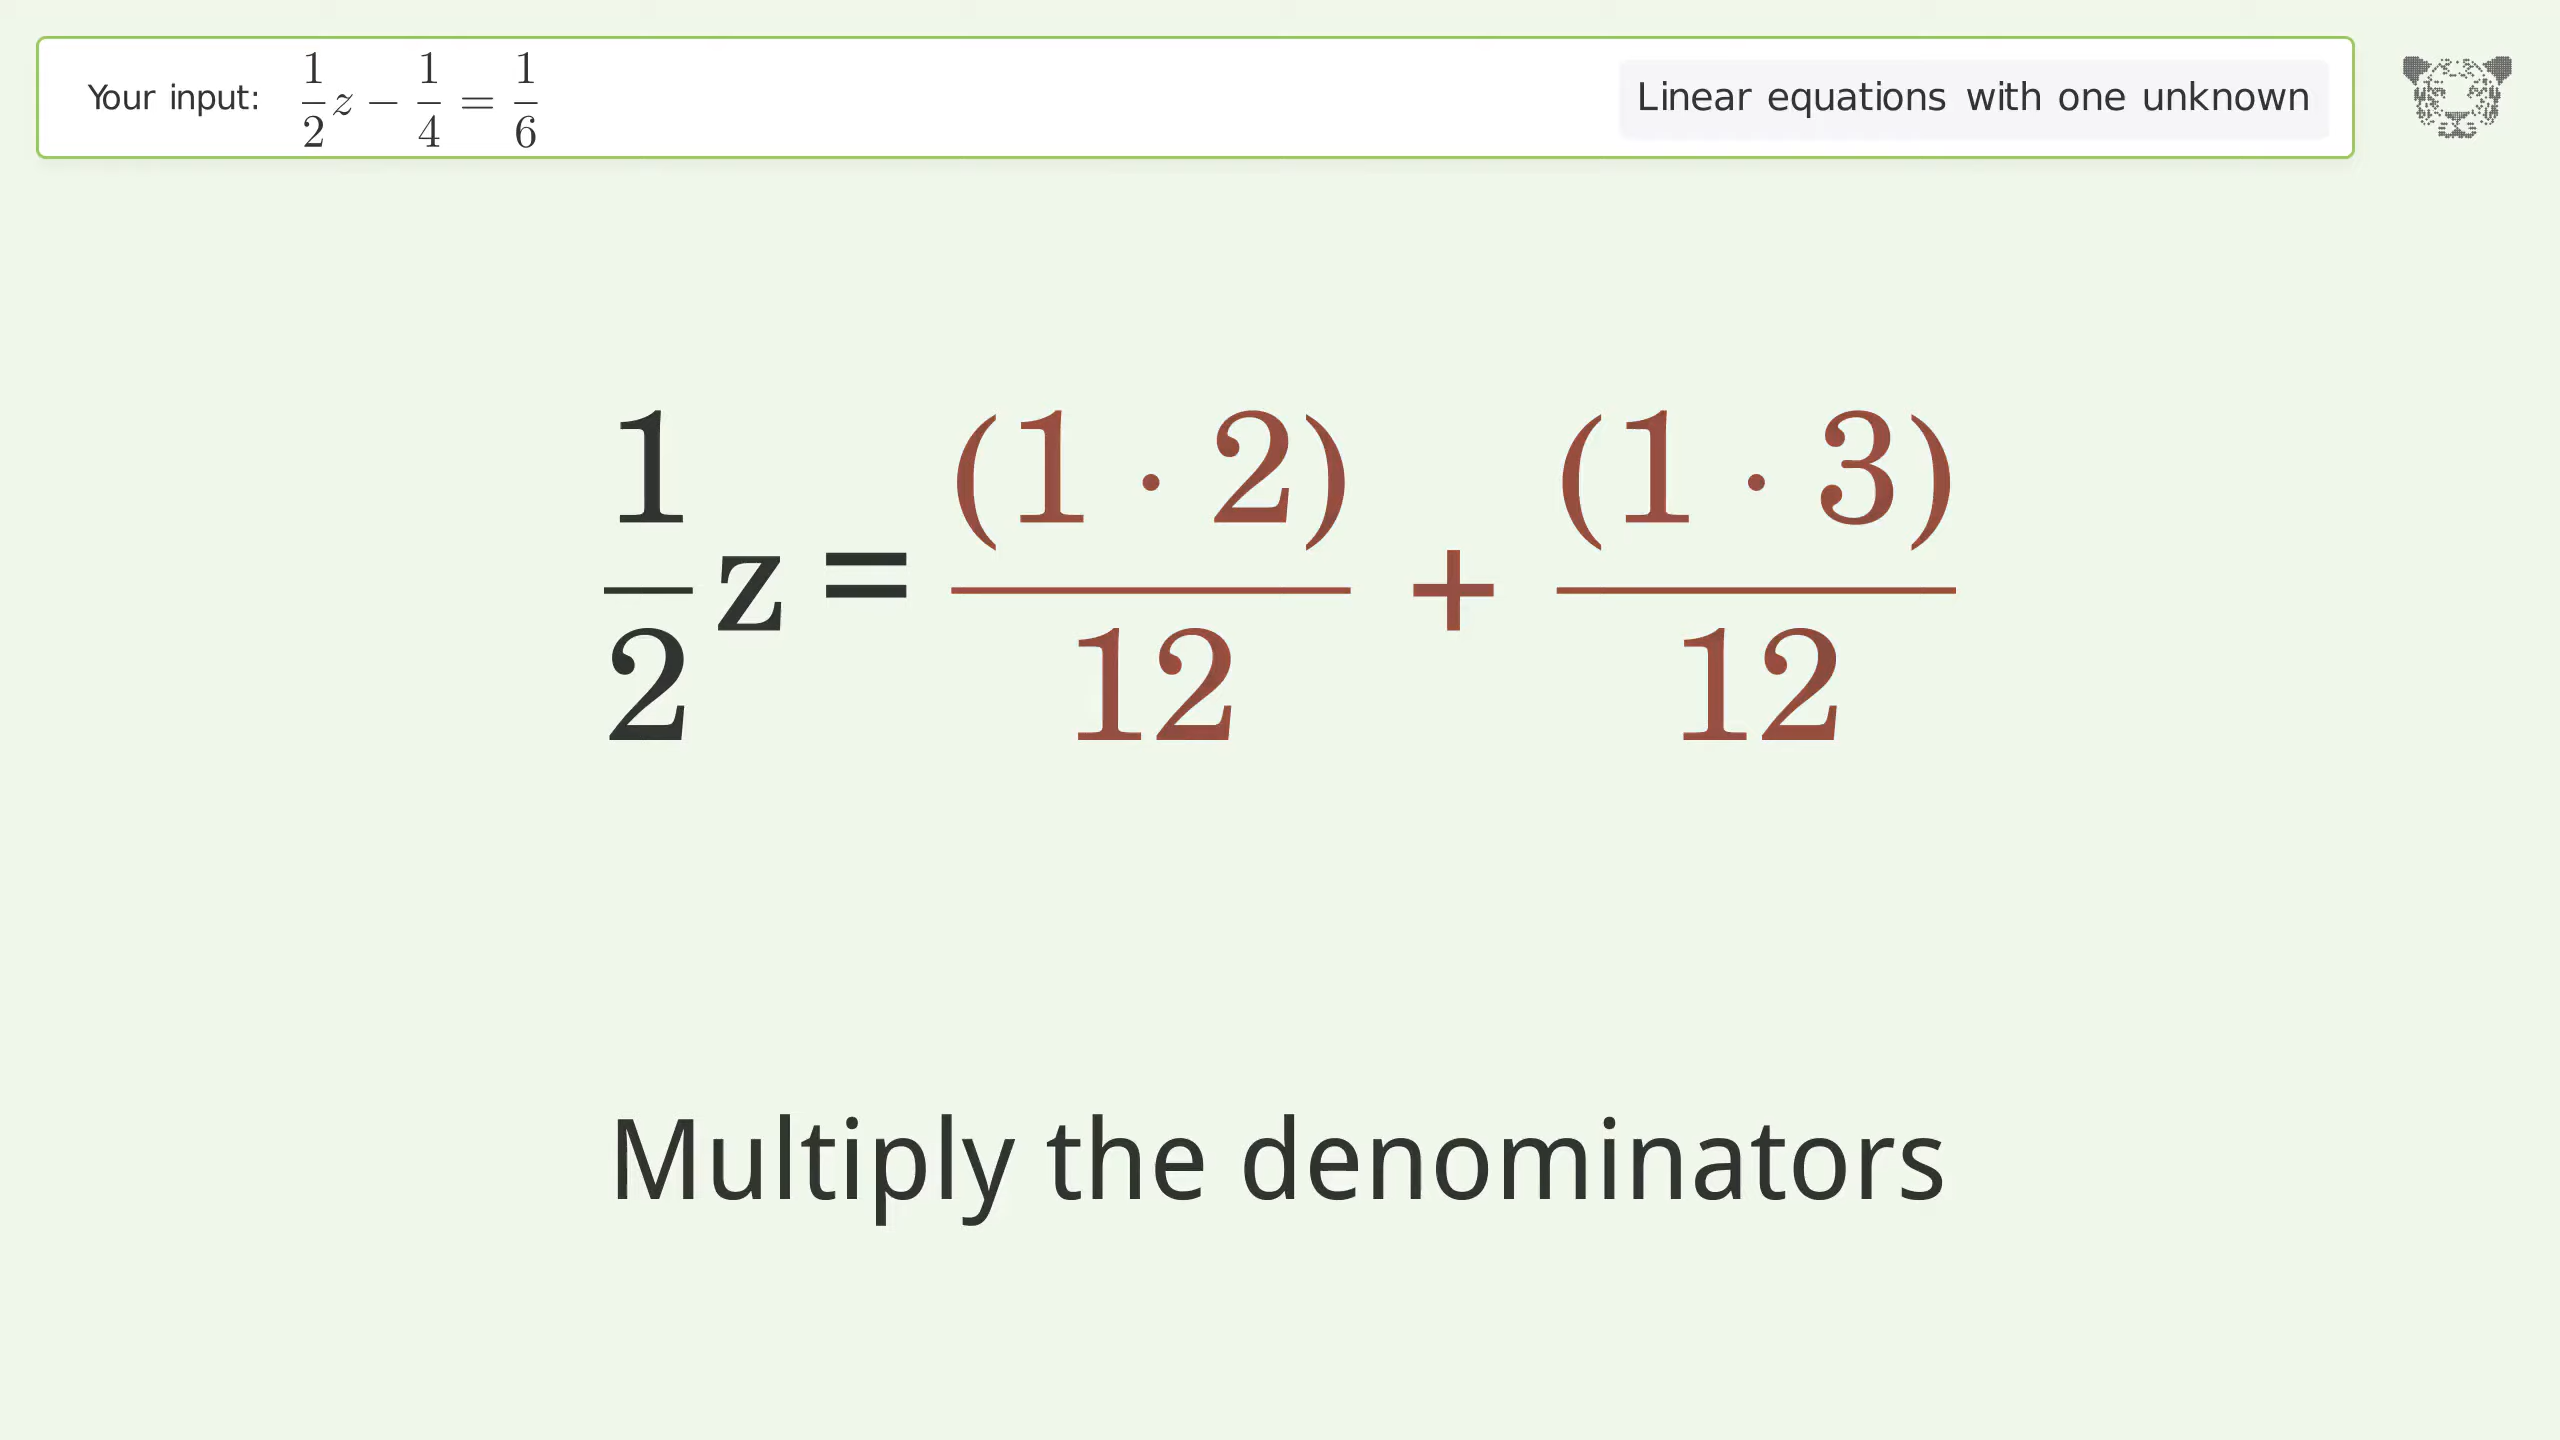 Your input: 1/2 z − 1/4 = 1/6
Linear equations with one unknown
1/2 z = (1 · 2)/12 + (1 · 3)/12
Multiply the denominators